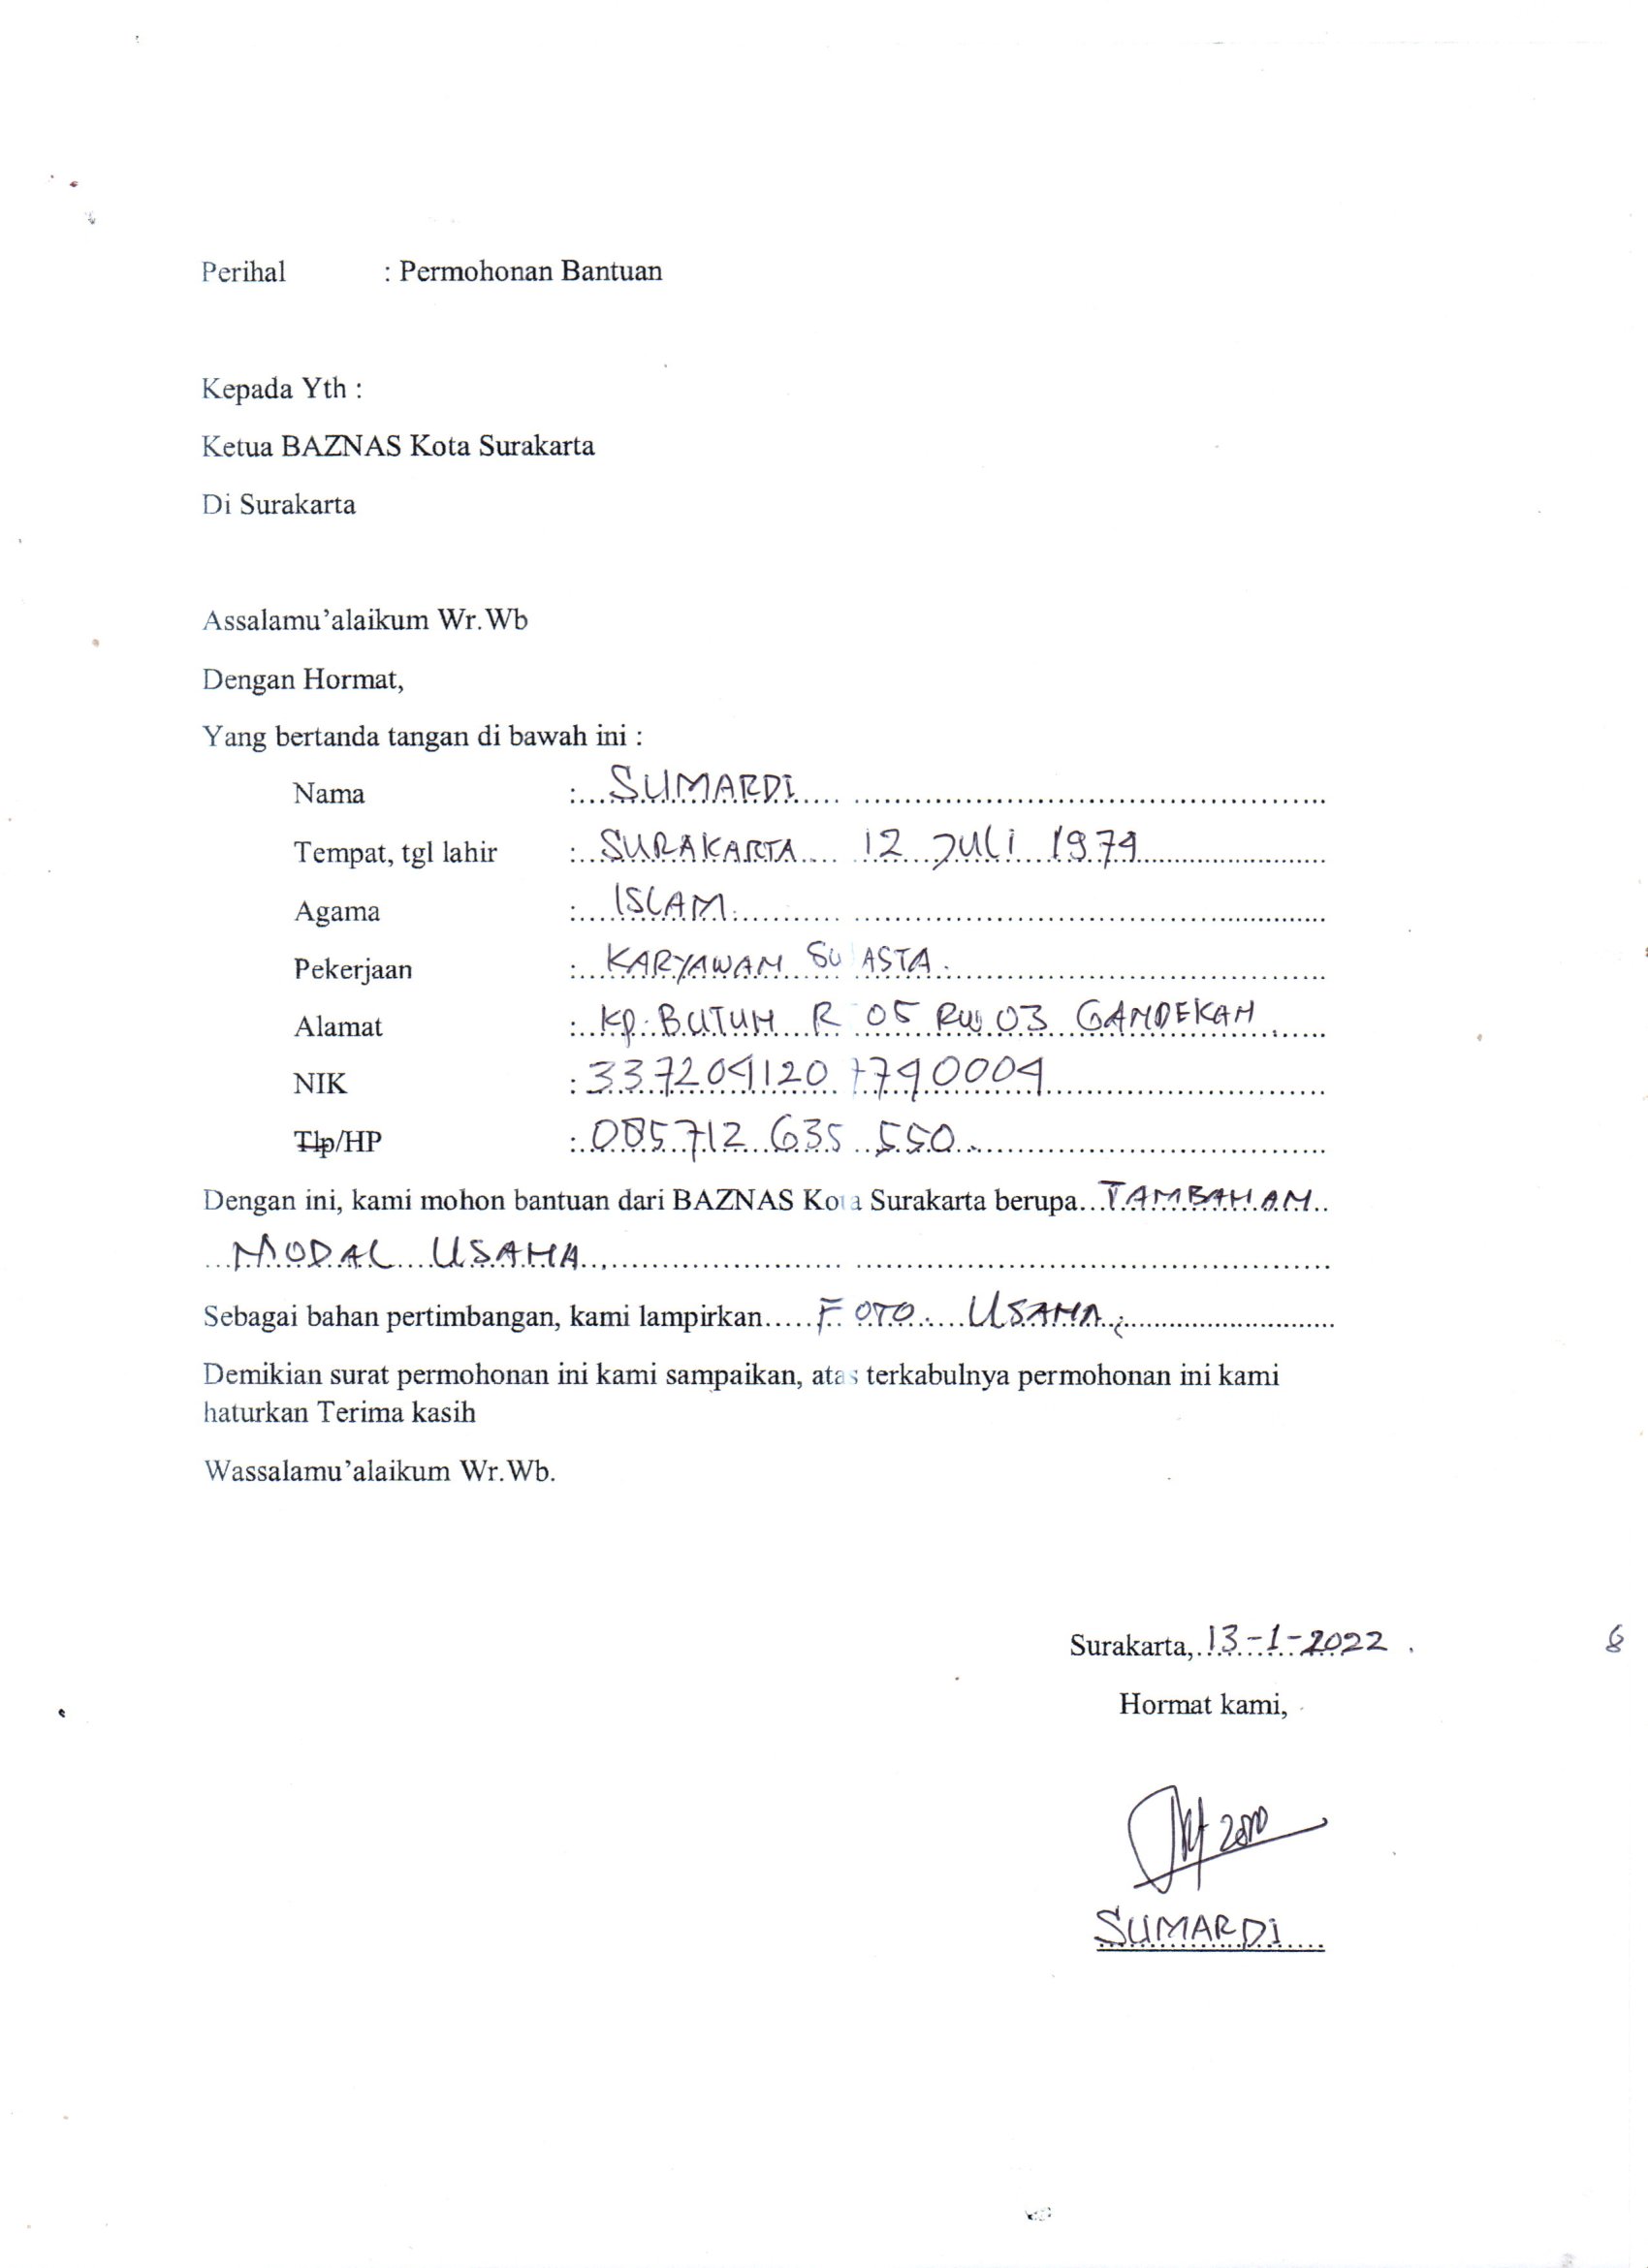 Perihal : Permohonan Bantuan
Kepada Yth :
Ketua BAZNAS Kota Surakarta
Di Surakarta
Assalamu’alaikum Wr.Wb
Dengan Hormat,
Yang bertanda tangan di bawah ini :
Nama : SUMARDI
Tempat, tgl lahir : SURAKARTA 12 JULI 1979
Agama : ISLAM
Pekerjaan : KARYAWAN SU ASTA
Alamat : Kp. BUTUH R 05 RW 03 GANDEKAN
NIK :
Tlp/HP : 085712 635 550
Dengan ini, kami mohon bantuan dari BAZNAS Kota Surakarta berupa TAMBAHAN
MODAL USAHA
Sebagai bahan pertimbangan, kami lampirkan FOTO USAHA
Demikian surat permohonan ini kami sampaikan, atas terkabulnya permohonan ini kami
haturkan Terima kasih
Wassalamu’alaikum Wr.Wb.
Surakarta, 13-1-2022
Hormat kami,
SUMARDI